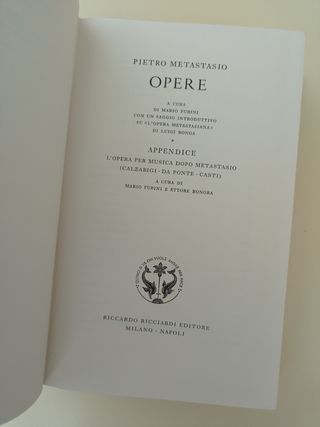 PIETRO METASTASIO
OPERE
A CURA
DI MARIO FUBINI
CON UN SAGGIO INTRODUTTIVO
SU «L'OPERA METASTASIANA»
DI LUIGI RONGA
APPENDICE
L'OPERA PER MUSICA DOPO METASTASIO
(CALZABIGI - DA PONTE - CASTI)
A CURA DI
MARIO FUBINI E ETTORE BONORA
RICCARDO RICCIARDI EDITORE
MILANO - NAPOLI